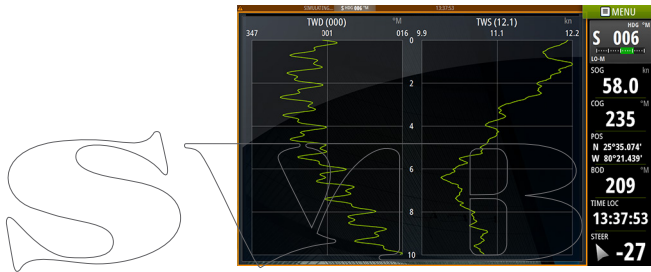 SIMULATING...
S HDG 006 °M
13:37:53
MENU
TWD (000) °M
347 001 016
TWS (12.1) kn
9.9 11.1 12.2
0
2
4
6
8
10
HDG °M
S 006
LO-M
SOG kn
58.0
COG °M
235
POS
N 25°35.074'
W 80°21.439'
BOD °M
209
TIME LOC
13:37:53
STEER
-27